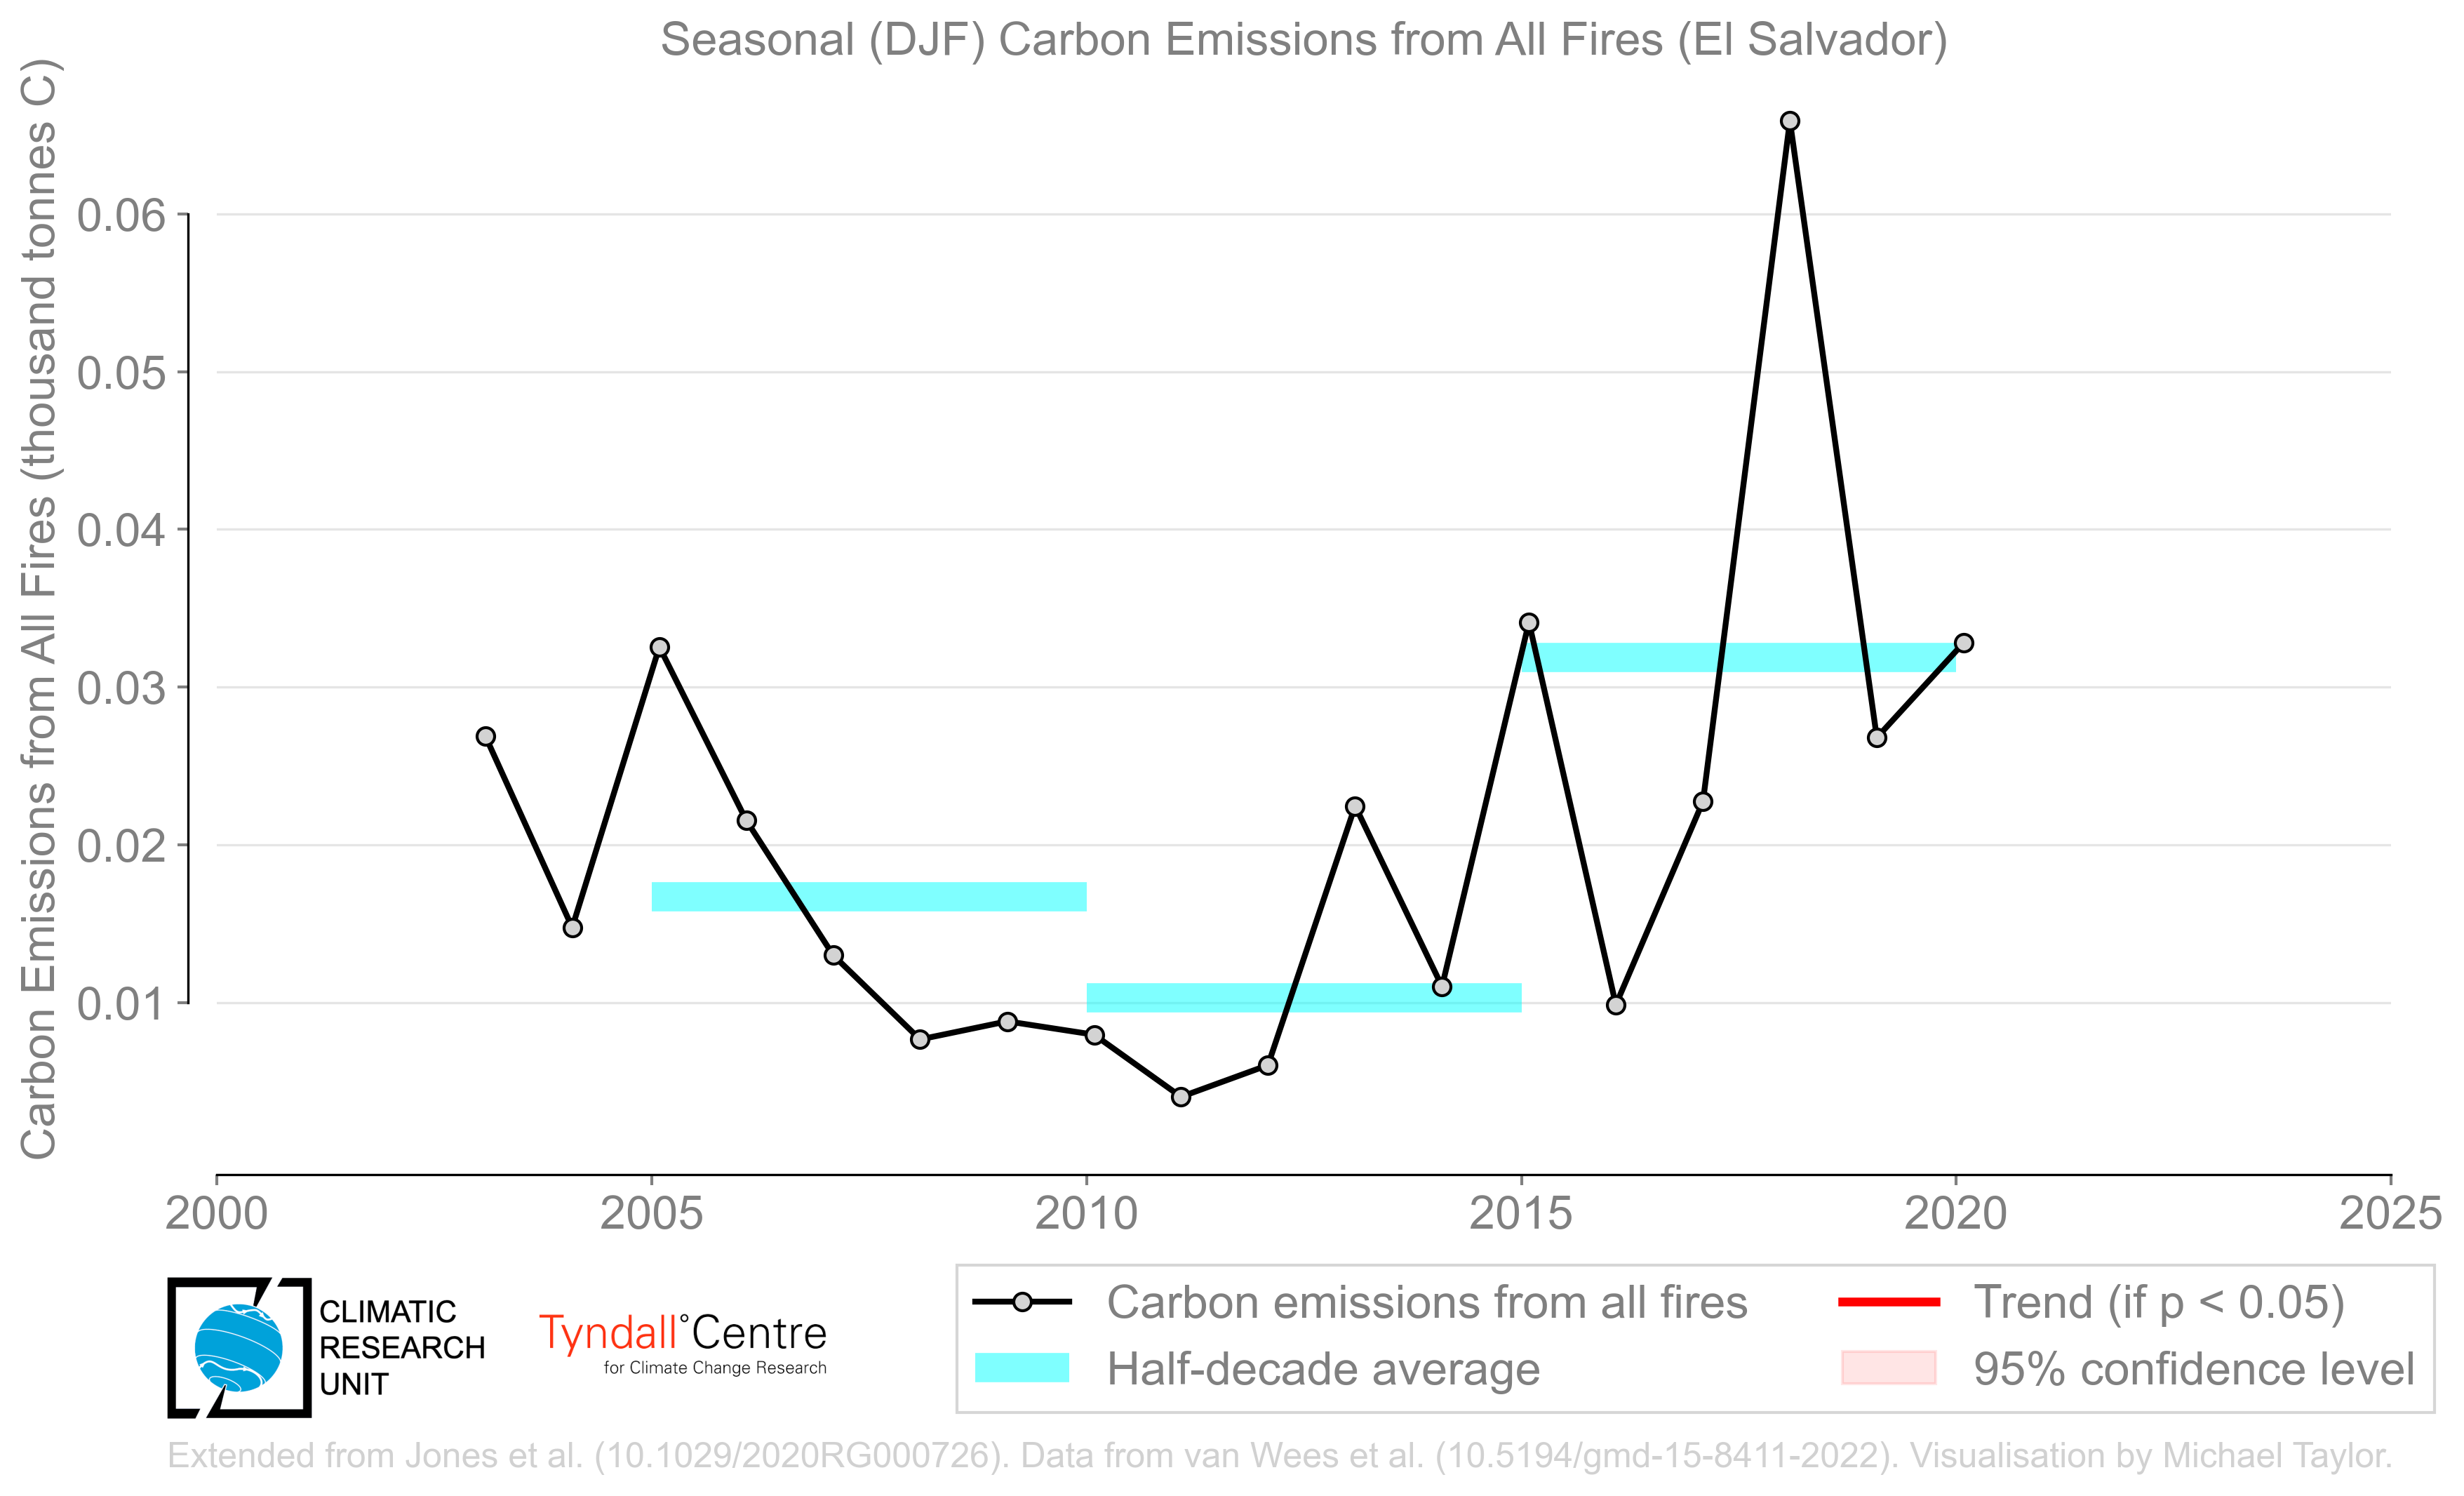 Seasonal (DJF) Carbon Emissions from All Fires (El Salvador)
Carbon Emissions from All Fires (thousand tonnes C)
0.06
0.05
0.04
0.03
0.02
0.01
2000 2005 2010 2015 2020 2025
CLIMATIC
RESEARCH
UNIT
Tyndall°Centre
for Climate Change Research
Carbon emissions from all fires
Half-decade average
Trend (if p < 0.05)
95% confidence level
Extended from Jones et al. (10.1029/2020RG000726). Data from van Wees et al. (10.5194/gmd-15-8411-2022). Visualisation by Michael Taylor.